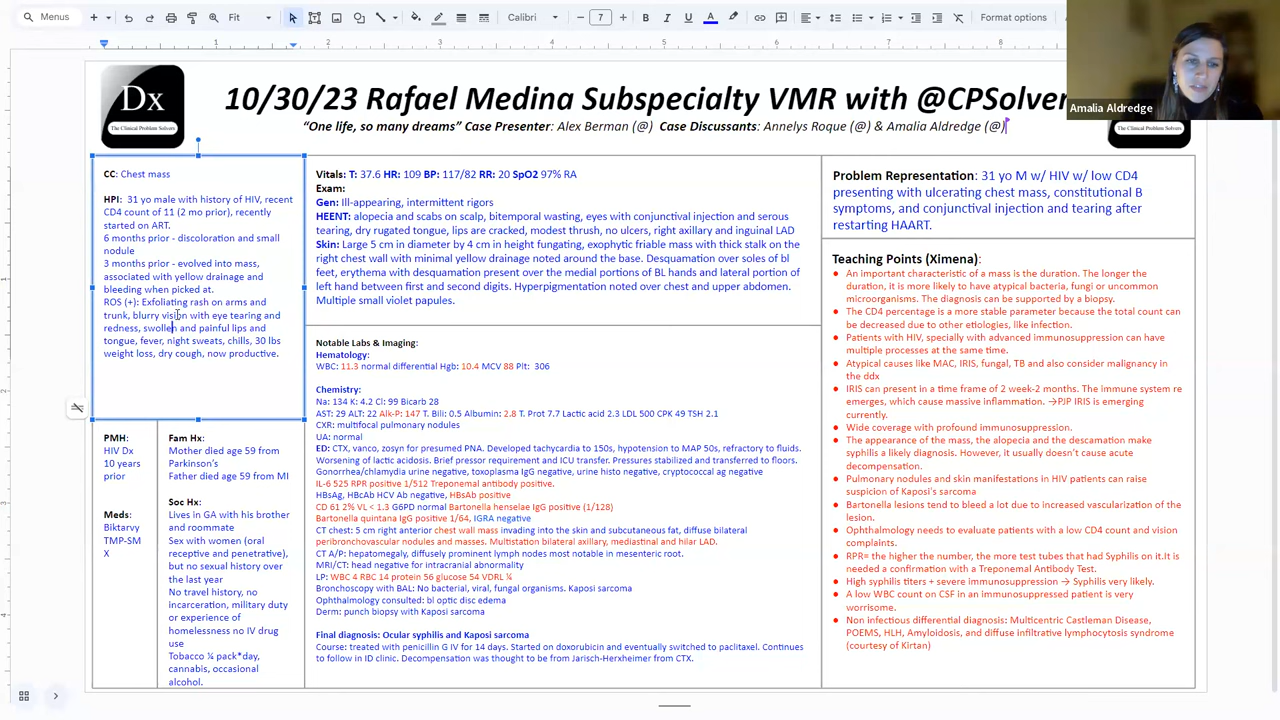 Menus
Fit
Calibri
7
Format options
1
2
3
4
5
6
7
Amalia Aldredge
Dx
The Clinical Problem Solvers
10/30/23 Rafael Medina Subspecialty VMR with @CPSolver
"One life, so many dreams" Case Presenter: Alex Berman (@) Case Discussants: Annelys Roque (@) & Amalia Aldredge (@)
The Clinical Problem Solvers
CC: Chest mass
HPI: 31 yo male with history of HIV, recent
CD4 count of 11 (2 mo prior), recently
started on ART.
6 months prior - discoloration and small
nodule
3 months prior - evolved into mass,
associated with yellow drainage and
bleeding when picked at.
ROS (+): Exfoliating rash on arms and
trunk, blurry vision with eye tearing and
redness, swollen and painful lips and
tongue, fever, night sweats, chills, 30 lbs
weight loss, dry cough, now productive.
PMH:
HIV Dx
10 years
prior
Meds:
Biktarvy
TMP-SM
X
Fam Hx:
Mother died age 59 from
Parkinson's
Father died age 59 from MI
Soc Hx:
Lives in GA with his brother
and roommate
Sex with women (oral
receptive and penetrative),
but no sexual history over
the last year
No travel history, no
incarceration, military duty
or experience of
homelessness no IV drug
use
Tobacco ¼ pack*day,
cannabis, occasional
alcohol.
Vitals: T: 37.6 HR: 109 BP: 117/82 RR: 20 SpO2 97% RA
Exam:
Gen: Ill-appearing, intermittent rigors
HEENT: alopecia and scabs on scalp, bitemporal wasting, eyes with conjunctival injection and serous
tearing, dry rugated tongue, lips are cracked, modest thrush, no ulcers, right axillary and inguinal LAD
Skin: Large 5 cm in diameter by 4 cm in height fungating, exophytic friable mass with thick stalk on the
right chest wall with minimal yellow drainage noted around the base. Desquamation over soles of bl
feet, erythema with desquamation present over the medial portions of BL hands and lateral portion of
left hand between first and second digits. Hyperpigmentation noted over chest and upper abdomen.
Multiple small violet papules.
Notable Labs & Imaging:
Hematology:
WBC: 11.3 normal differential Hgb: 10.4 MCV 88 Plt: 306
Chemistry:
Na: 134 K: 4.2 Cl: 99 Bicarb 28
AST: 29 ALT: 22 Alk-P: 147 T. Bili: 0.5 Albumin: 2.8 T. Prot 7.7 Lactic acid 2.3 LDL 500 CPK 49 TSH 2.1
CXR: multifocal pulmonary nodules
UA: normal
ED: CTX, vanco, zosyn for presumed PNA. Developed tachycardia to 150s, hypotension to MAP 50s, refractory to fluids.
Worsening of lactic acidosis. Brief pressor requirement and ICU transfer. Pressures stabilized and transferred to floors.
Gonorrhea/chlamydia urine negative, toxoplasma IgG negative, urine histo negative, cryptococcal ag negative
IL-6 525 RPR positive 1/512 Treponemal antibody positive.
HBsAg, HBcAb HCV Ab negative, HBsAb positive
CD 61 2% VL < 1.3 G6PD normal Bartonella henselae IgG positive (1/128)
Bartonella quintana IgG positive 1/64, IGRA negative
CT chest: 5 cm right anterior chest wall mass invading into the skin and subcutaneous fat, diffuse bilateral
peribronchovascular nodules and masses. Multistation bilateral axillary, mediastinal and hilar LAD.
CT A/P: hepatomegaly, diffusely prominent lymph nodes most notable in mesenteric root.
MRI/CT: head negative for intracranial abnormality
LP: WBC 4 RBC 14 protein 56 glucose 54 VDRL ¼
Bronchoscopy with BAL: No bacterial, viral, fungal organisms. Kaposi sarcoma
Ophthalmology consulted: bl optic disc edema
Derm: punch biopsy with Kaposi sarcoma
Final diagnosis: Ocular syphilis and Kaposi sarcoma
Course: treated with penicillin G IV for 14 days. Started on doxorubicin and eventually switched to paclitaxel. Continues
to follow in ID clinic. Decompensation was thought to be from Jarisch-Herxheimer from CTX.
Problem Representation: 31 yo M w/ HIV w/ low CD4
presenting with ulcerating chest mass, constitutional B
symptoms, and conjunctival injection and tearing after
restarting HAART.
Teaching Points (Ximena):
● An important characteristic of a mass is the duration. The longer the
duration, it is more likely to have atypical bacteria, fungi or uncommon
microorganisms. The diagnosis can be supported by a biopsy.
● The CD4 percentage is a more stable parameter because the total count can
be decreased due to other etiologies, like infection.
● Patients with HIV, specially with advanced immunosuppression can have
multiple processes at the same time.
● Atypical causes like MAC, IRIS, fungal, TB and also consider malignancy in
the ddx
● IRIS can present in a time frame of 2 week-2 months. The immune system re
emerges, which cause massive inflammation. →PJP IRIS is emerging
currently.
● Wide coverage with profound immunosuppression.
● The appearance of the mass, the alopecia and the descamation make
syphilis a likely diagnosis. However, it usually doesn't cause acute
decompensation.
● Pulmonary nodules and skin manifestations in HIV patients can raise
suspicion of Kaposi's sarcoma
● Bartonella lesions tend to bleed a lot due to increased vascularization of the
lesion.
● Ophthalmology needs to evaluate patients with a low CD4 count and vision
complaints.
● RPR= the higher the number, the more test tubes that had Syphilis on it.It is
needed a confirmation with a Treponemal Antibody Test.
● High syphilis titers + severe immunosuppression → Syphilis very likely.
● A low WBC count on CSF in an immunosuppressed patient is very
worrisome.
● Non infectious differential diagnosis: Multicentric Castleman Disease,
POEMS, HLH, Amyloidosis, and diffuse infiltrative lymphocytosis syndrome
(courtesy of Kirtan)